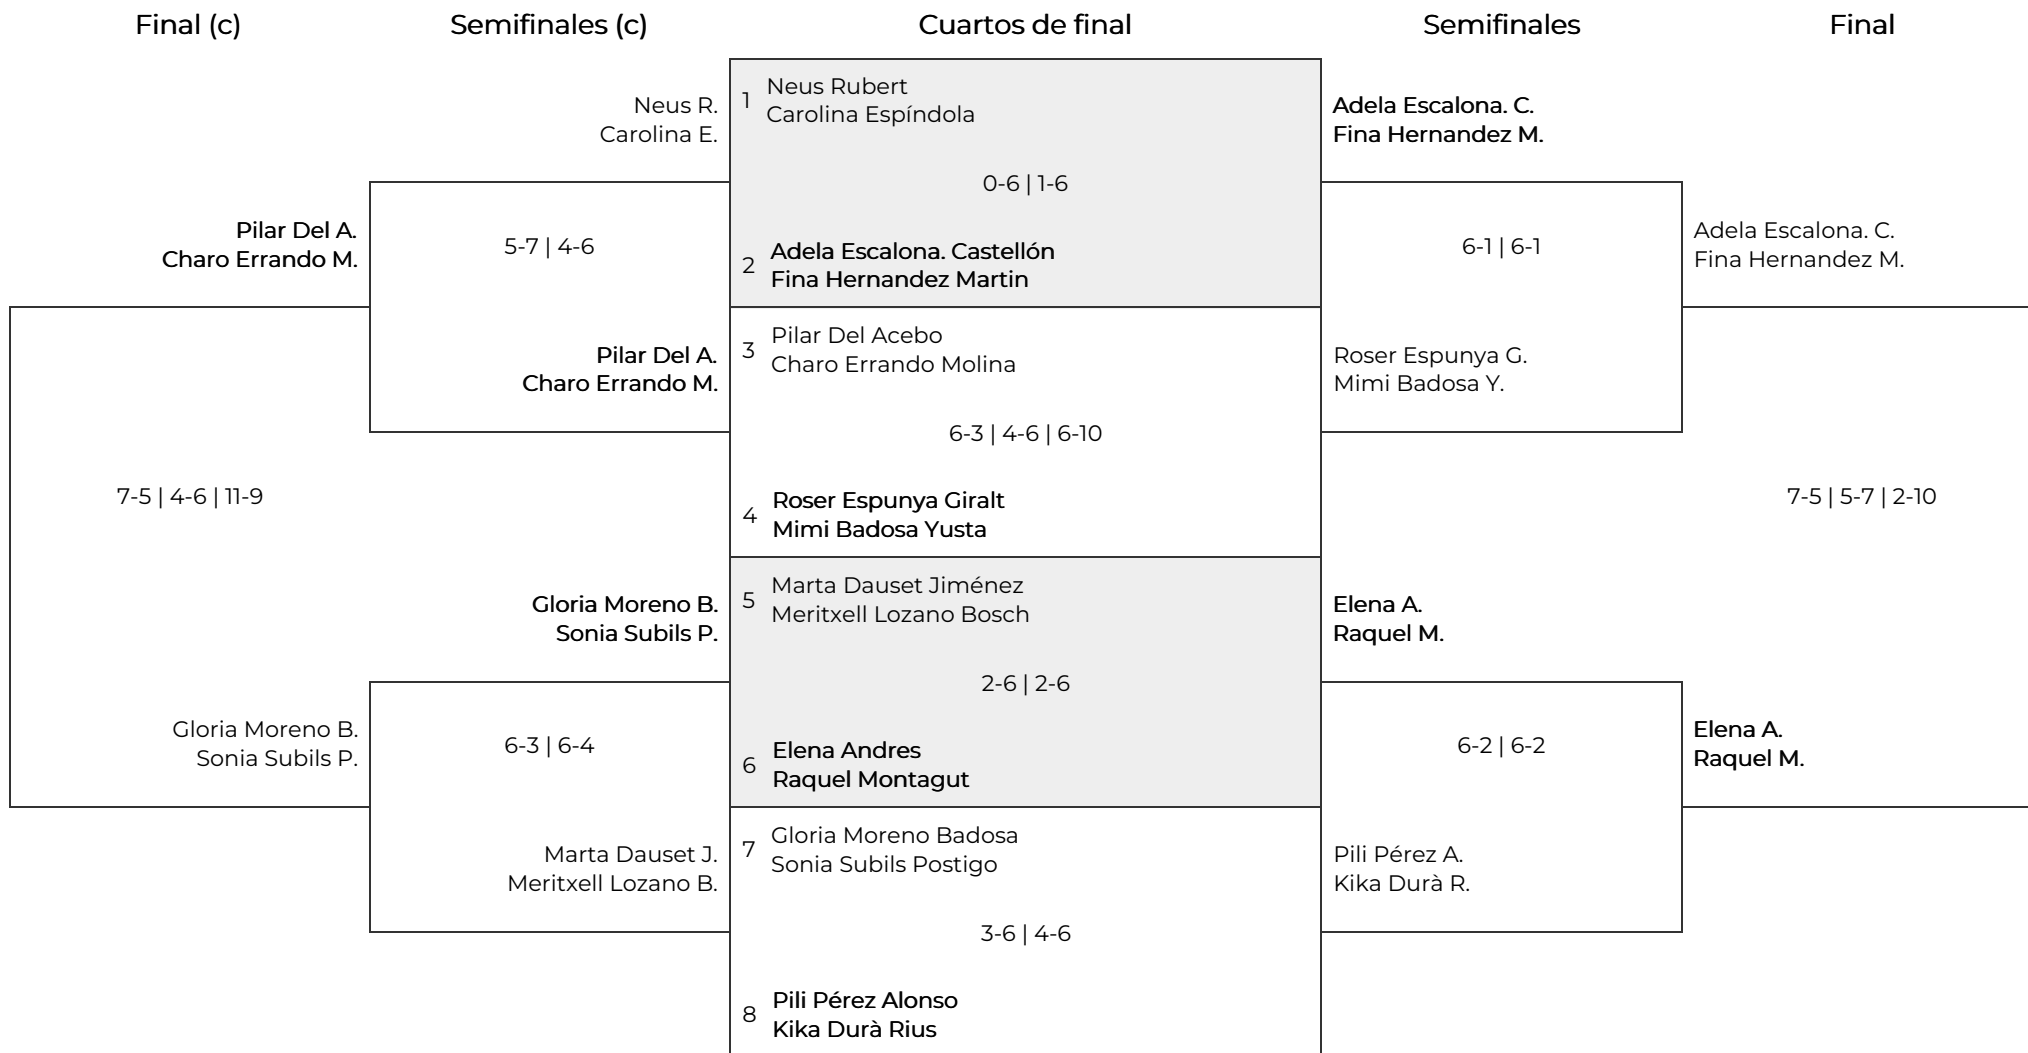 Final (c)
Semifinales (c)
Cuartos de final
Semifinales
Final
Pilar Del A.
Charo Errando M.
7-5 | 4-6 | 11-9
Gloria Moreno B.
Sonia Subils P.
Neus R.
Carolina E.
5-7 | 4-6
Pilar Del A.
Charo Errando M.
Gloria Moreno B.
Sonia Subils P.
6-3 | 6-4
Marta Dauset J.
Meritxell Lozano B.
1
Neus Rubert
Carolina Espíndola
0-6 | 1-6
2
Adela Escalona. Castellón
Fina Hernandez Martin
3
Pilar Del Acebo
Charo Errando Molina
6-3 | 4-6 | 6-10
4
Roser Espunya Giralt
Mimi Badosa Yusta
5
Marta Dauset Jiménez
Meritxell Lozano Bosch
2-6 | 2-6
6
Elena Andres
Raquel Montagut
7
Gloria Moreno Badosa
Sonia Subils Postigo
3-6 | 4-6
8
Pili Pérez Alonso
Kika Durà Rius
Adela Escalona. C.
Fina Hernandez M.
6-1 | 6-1
Roser Espunya G.
Mimi Badosa Y.
Elena A.
Raquel M.
6-2 | 6-2
Pili Pérez A.
Kika Durà R.
Adela Escalona. C.
Fina Hernandez M.
7-5 | 5-7 | 2-10
Elena A.
Raquel M.